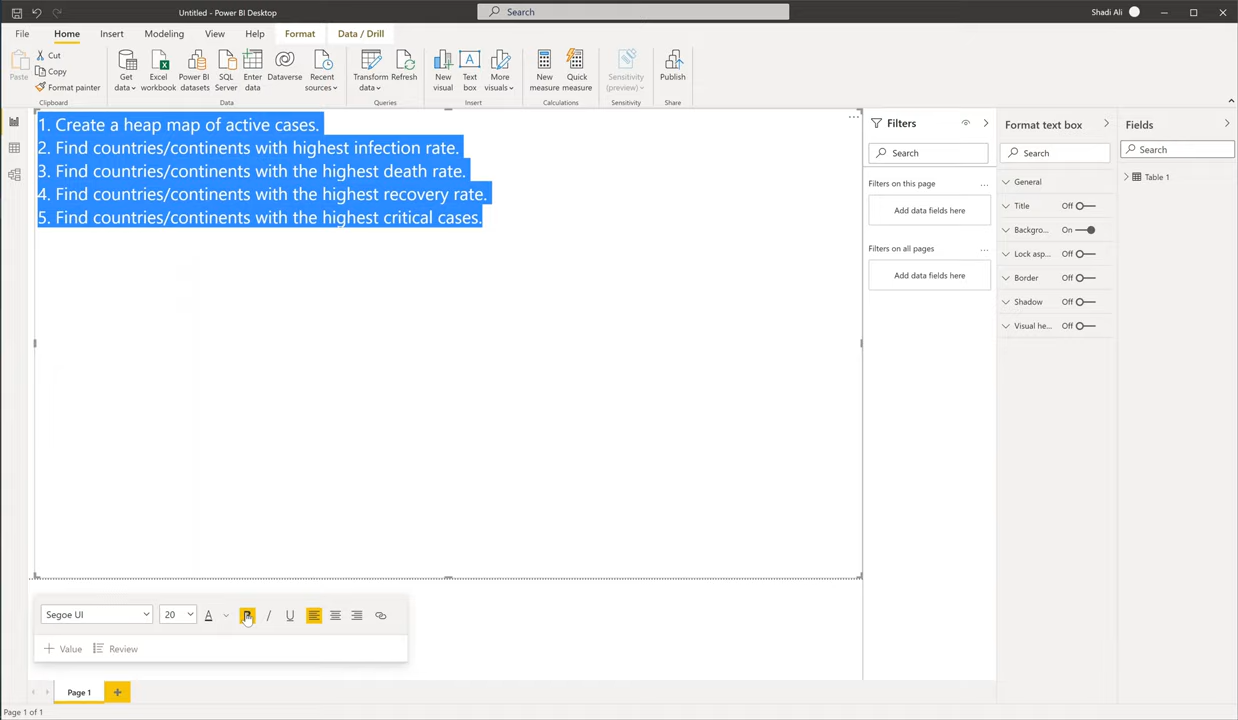 Untitled - Power BI Desktop
Search
Shadi Ali
File Home Insert Modeling View Help Format Data / Drill
Paste
Cut
Copy
Format painter
Clipboard
Get data
Excel workbook
Power BI datasets
SQL Server
Enter data
Dataverse
Recent sources
Data
Transform data
Refresh
Queries
New visual
Text box
More visuals
Insert
New measure
Quick measure
Calculations
Sensitivity (preview)
Sensitivity
Publish
Share
1. Create a heap map of active cases.
2. Find countries/continents with highest infection rate.
3. Find countries/continents with the highest death rate.
4. Find countries/continents with the highest recovery rate.
5. Find countries/continents with the highest critical cases.
Filters
Search
Filters on this page
Add data fields here
Filters on all pages
Add data fields here
Format text box
Search
General
Title Off
Backgro... On
Lock asp... Off
Border Off
Shadow Off
Visual he... Off
Fields
Search
Table 1
Segoe UI 20
Value Review
Page 1
Page 1 of 1